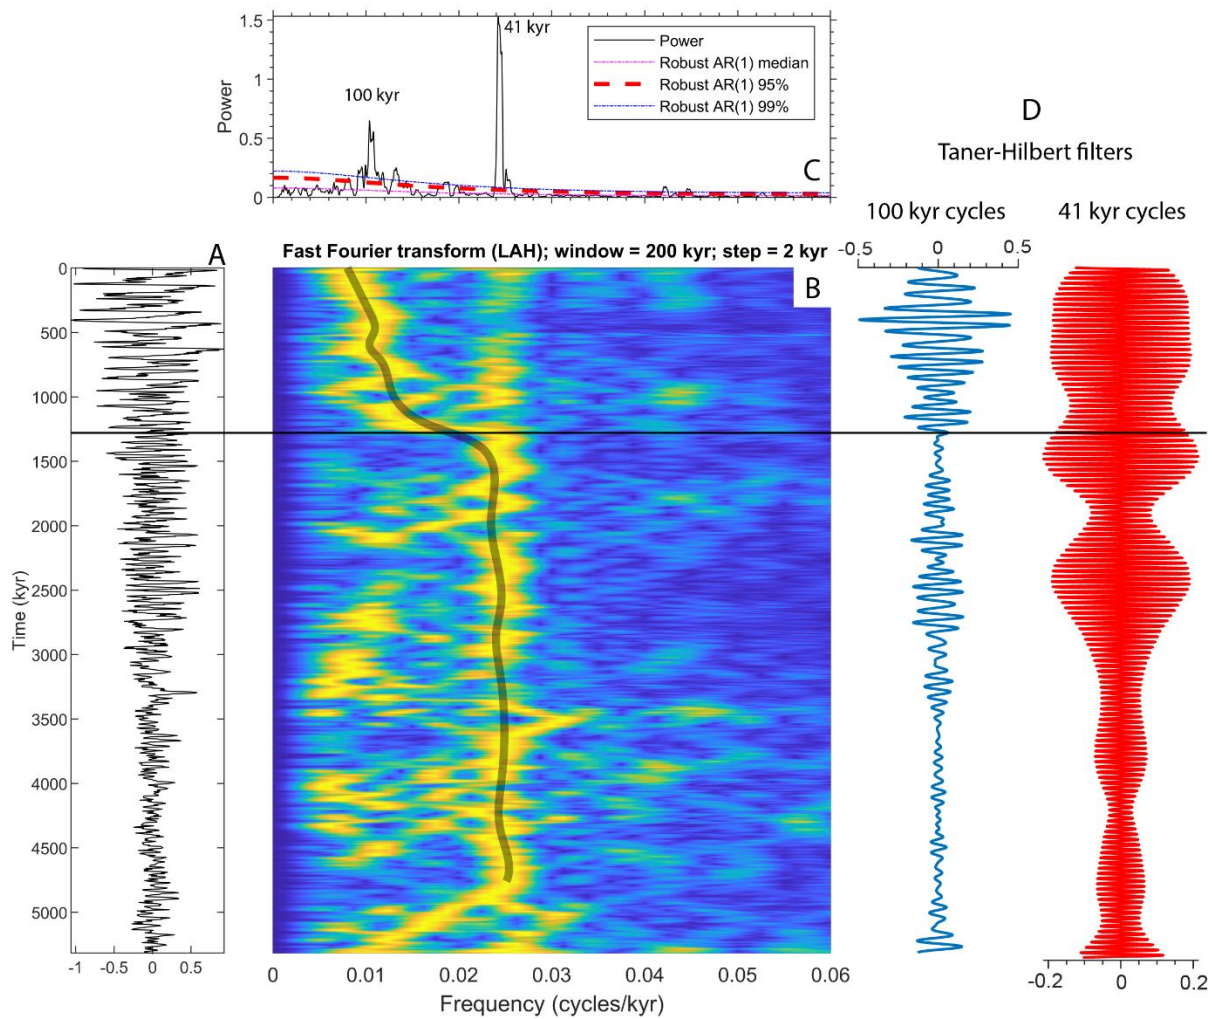 1.5
1
0.5
0
Power
41 kyr
100 kyr
Power
Robust AR(1) median
Robust AR(1) 95%
Robust AR(1) 99%
C
D
Taner-Hilbert filters
100 kyr cycles
41 kyr cycles
-0.5 0 0.5
A
Fast Fourier transform (LAH); window = 200 kyr; step = 2 kyr
B
0
500
1000
1500
2000
2500
3000
3500
4000
4500
5000
Time (kyr)
-1 -0.5 0 0.5
0 0.01 0.02 0.03 0.04 0.05 0.06
Frequency (cycles/kyr)
-0.2 0 0.2